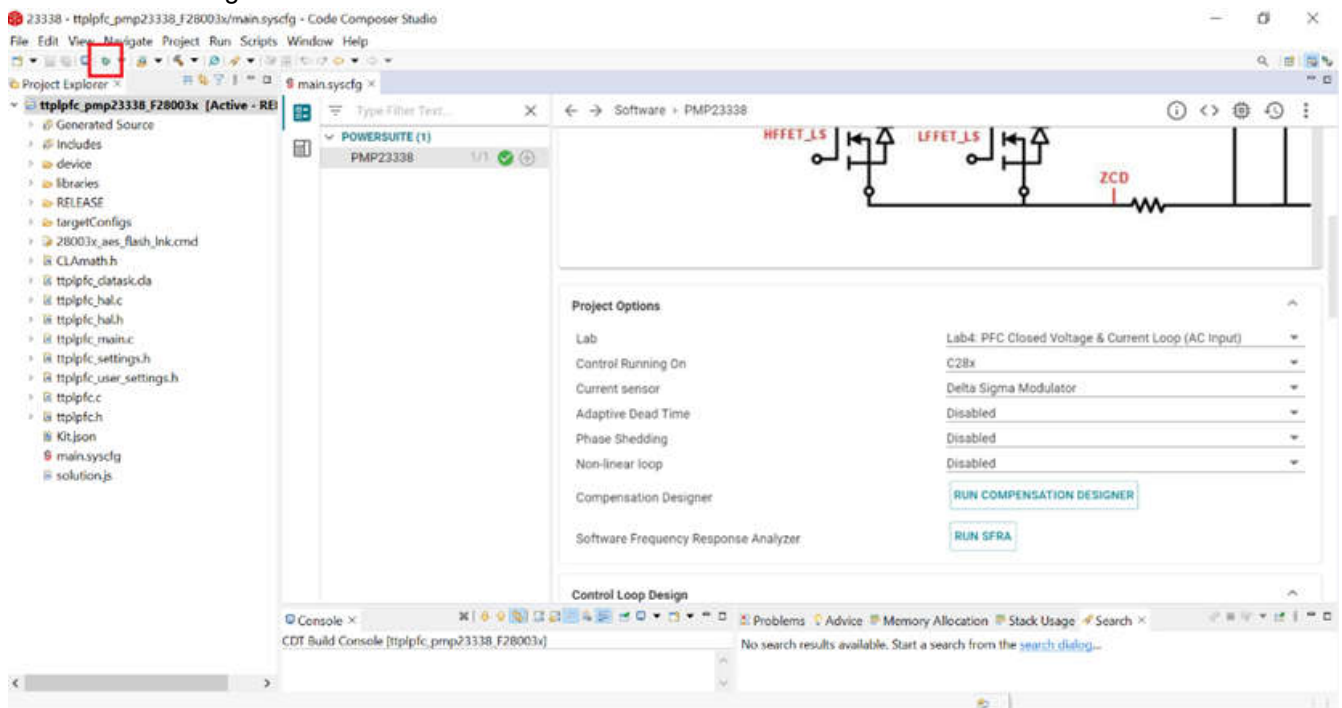 23338 - ttplpfc_pmp23338_F28003x/main.syscfg - Code Composer Studio
File Edit View Navigate Project Run Scripts Window Help
Project Explorer ×
ttplpfc_pmp23338_F28003x [Active - RE
Generated Source
Includes
device
libraries
RELEASE
targetConfigs
28003x_aes_flash_lnk.cmd
CLAmath.h
ttplpfc_clatask.cla
ttplpfc_hal.c
ttplpfc_hal.h
ttplpfc_main.c
ttplpfc_settings.h
ttplpfc_user_settings.h
ttplpfc.c
ttplpfc.h
Kit.json
main.syscfg
solution.js
main.syscfg ×
Type Filter Text... X
POWERSUITE (1)
PMP23338 1/1
← → Software › PMP23338
HFFET_LS LFFET_LS
ZCD
Project Options
Lab Lab4: PFC Closed Voltage & Current Loop (AC Input)
Control Running On C28x
Current sensor Delta Sigma Modulator
Adaptive Dead Time Disabled
Phase Shedding Disabled
Non-linear loop Disabled
Compensation Designer RUN COMPENSATION DESIGNER
Software Frequency Response Analyzer RUN SFRA
Control Loop Design
Console ×
CDT Build Console [ttplpfc_pmp23338_F28003x]
Problems Advice Memory Allocation Stack Usage Search ×
No search results available. Start a search from the search dialog...